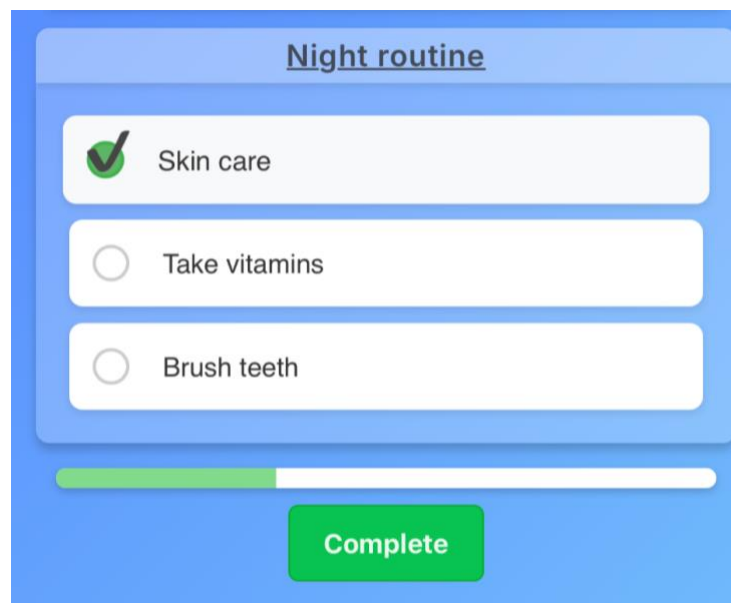 Night routine
Skin care
Take vitamins
Brush teeth
Complete